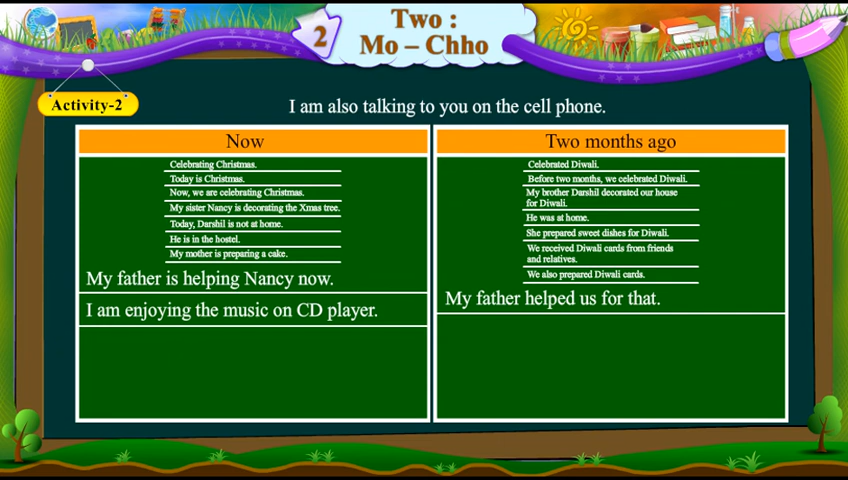 2
Two :
Mo – Chho
Activity-2
I am also talking to you on the cell phone.
Now
Celebrating Christmas.
Today is Christmas.
Now, we are celebrating Christmas.
My sister Nancy is decorating the Xmas tree.
Today, Darshil is not at home.
He is in the hostel.
My mother is preparing a cake.
My father is helping Nancy now.
I am enjoying the music on CD player.
Two months ago
Celebrated Diwali.
Before two months, we celebrated Diwali.
My brother Darshil decorated our house
for Diwali.
He was at home.
She prepared sweet dishes for Diwali.
We received Diwali cards from friends
and relatives.
We also prepared Diwali cards.
My father helped us for that.